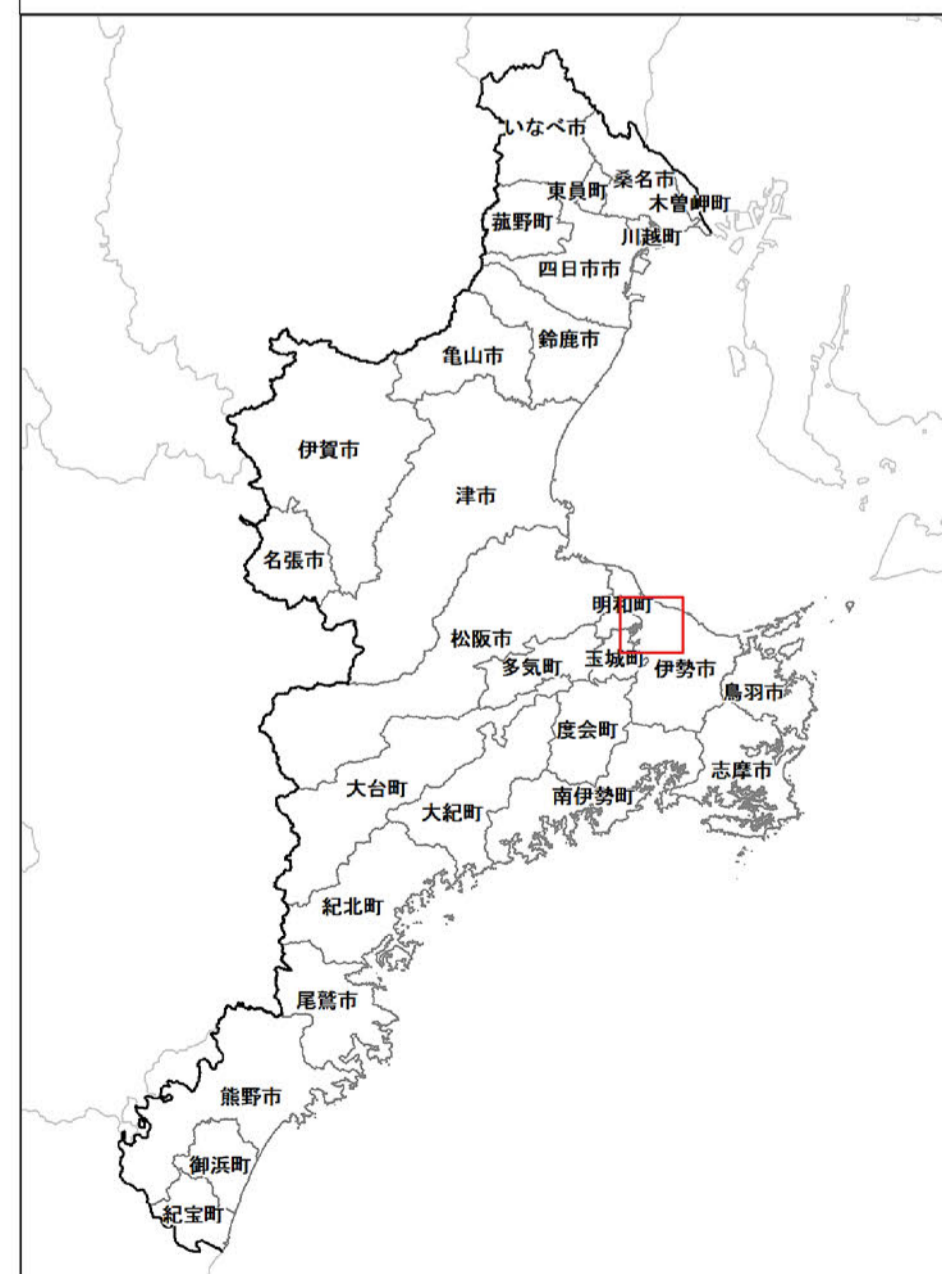 いなべ市
桑名市
東員町
木曽岬町
菰野町
川越町
四日市市
鈴鹿市
亀山市
伊賀市
津市
名張市
明和町
松阪市
玉城町
多気町
伊勢市
鳥羽市
度会町
志摩市
大台町
南伊勢町
大紀町
紀北町
尾鷲市
熊野市
御浜町
紀宝町